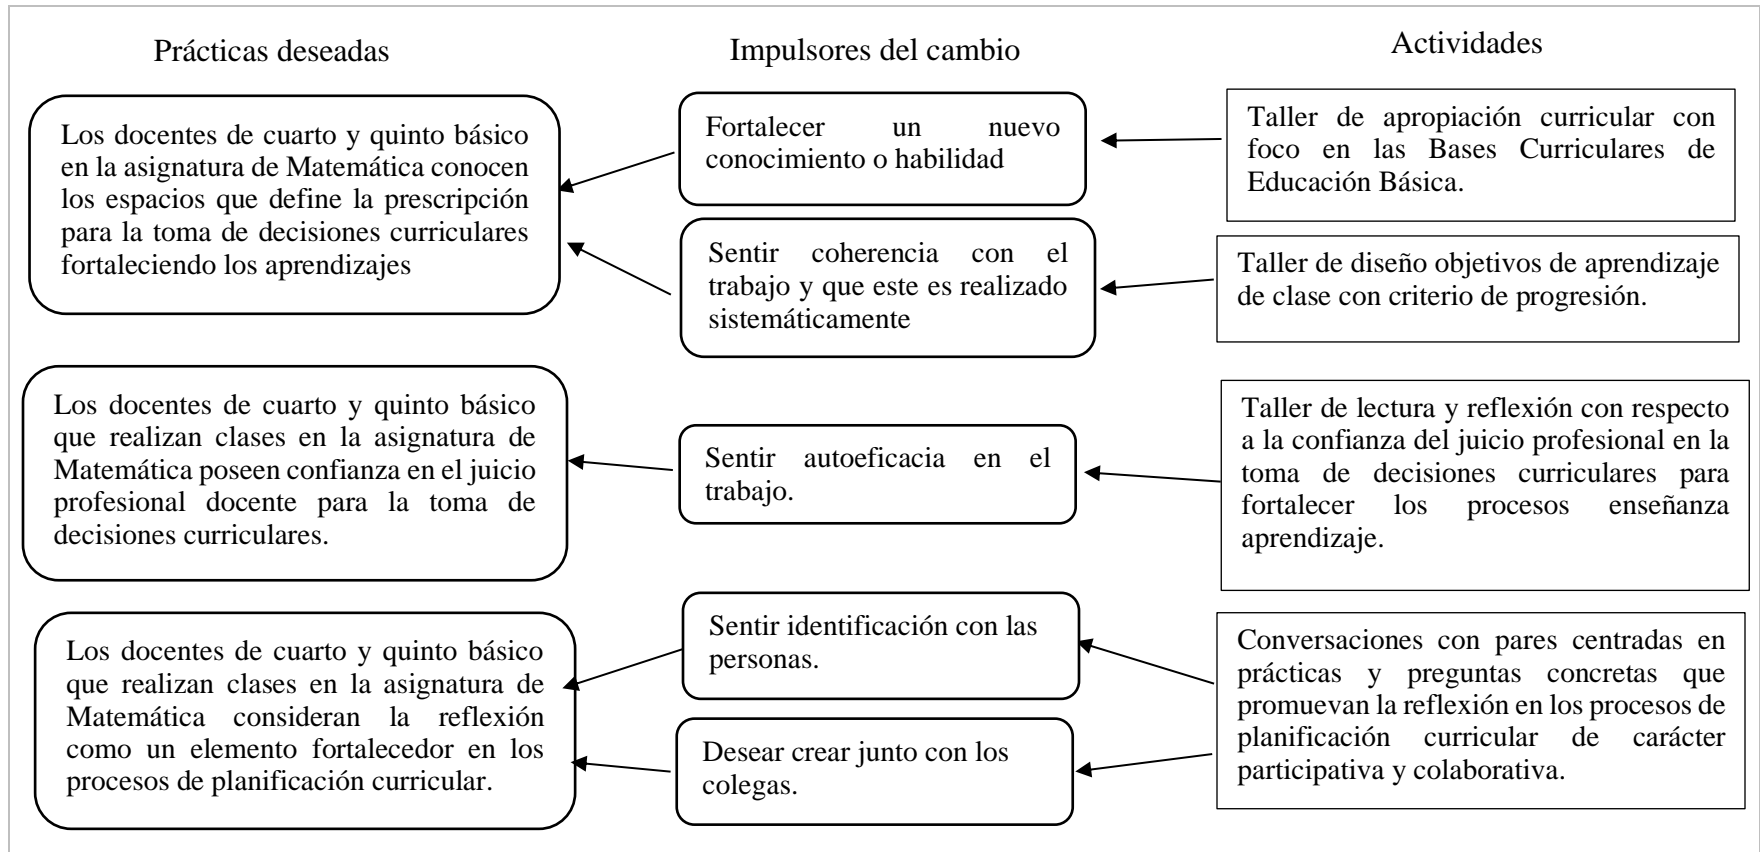 Prácticas deseadas
Impulsores del cambio
Actividades
Los docentes de cuarto y quinto básico
en la asignatura de Matemática conocen
los espacios que define la prescripción
para la toma de decisiones curriculares
fortaleciendo los aprendizajes
Fortalecer un nuevo
conocimiento o habilidad
Taller de apropiación curricular con
foco en las Bases Curriculares de
Educación Básica.
Sentir coherencia con el
trabajo y que este es realizado
sistemáticamente
Taller de diseño objetivos de aprendizaje
de clase con criterio de progresión.
Los docentes de cuarto y quinto básico
que realizan clases en la asignatura de
Matemática poseen confianza en el juicio
profesional docente para la toma de
decisiones curriculares.
Sentir autoeficacia en el
trabajo.
Taller de lectura y reflexión con respecto
a la confianza del juicio profesional en la
toma de decisiones curriculares para
fortalecer los procesos enseñanza
aprendizaje.
Los docentes de cuarto y quinto básico
que realizan clases en la asignatura de
Matemática consideran la reflexión
como un elemento fortalecedor en los
procesos de planificación curricular.
Sentir identificación con las
personas.
Desear crear junto con los
colegas.
Conversaciones con pares centradas en
prácticas y preguntas concretas que
promuevan la reflexión en los procesos de
planificación curricular de carácter
participativa y colaborativa.